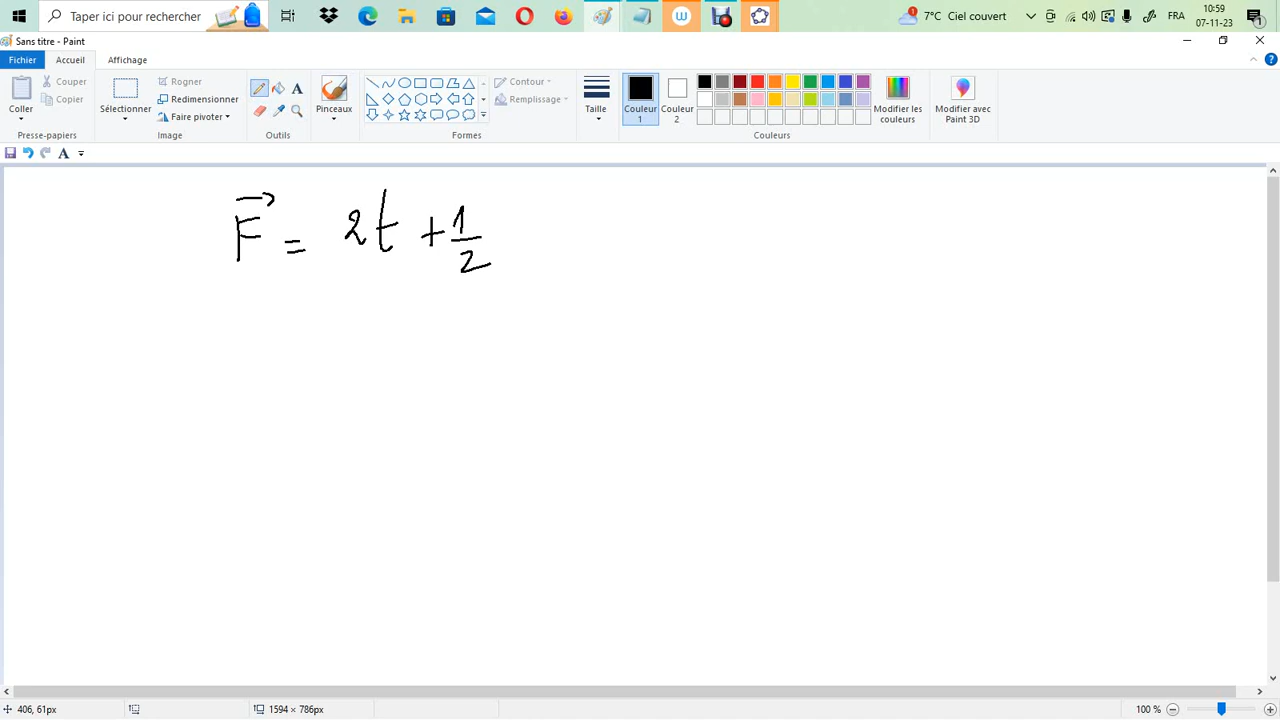 Taper ici pour rechercher
7°C Ciel couvert
FRA
10:59
07-11-23
1
Sans titre - Paint
Fichier
Accueil
Affichage
Coller
Couper
Copier
Presse-papiers
Sélectionner
Rogner
Redimensionner
Faire pivoter
Image
A
Outils
Pinceaux
Contour
Remplissage
Formes
Taille
Couleur 1
Couleur 2
Modifier les couleurs
Couleurs
Modifier avec Paint 3D
A
F⃗ = 2t + 1/2
406, 61px
1594 × 786px
100 %